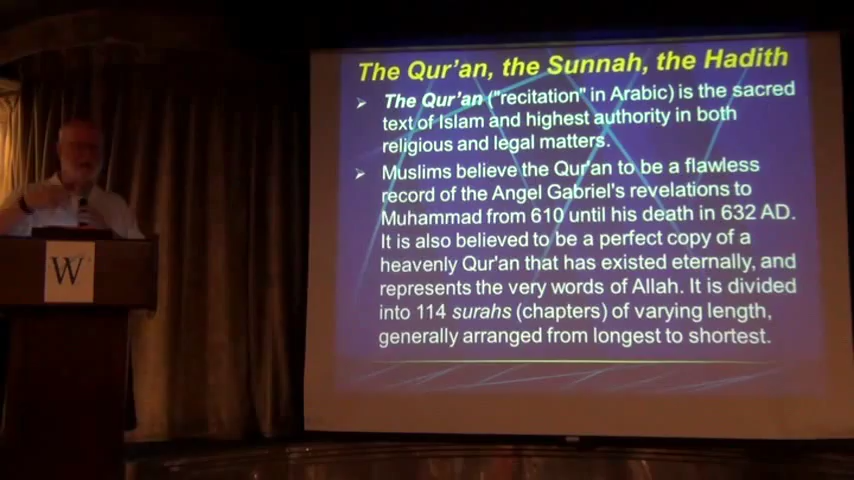 The Qur'an, the Sunnah, the Hadith
➢ The Qur'an ("recitation" in Arabic) is the sacred
text of Islam and highest authority in both
religious and legal matters.
➢ Muslims believe the Qur'an to be a flawless
record of the Angel Gabriel's revelations to
Muhammad from 610 until his death in 632 AD.
It is also believed to be a perfect copy of a
heavenly Qur'an that has existed eternally, and
represents the very words of Allah. It is divided
into 114 surahs (chapters) of varying length,
generally arranged from longest to shortest.
W